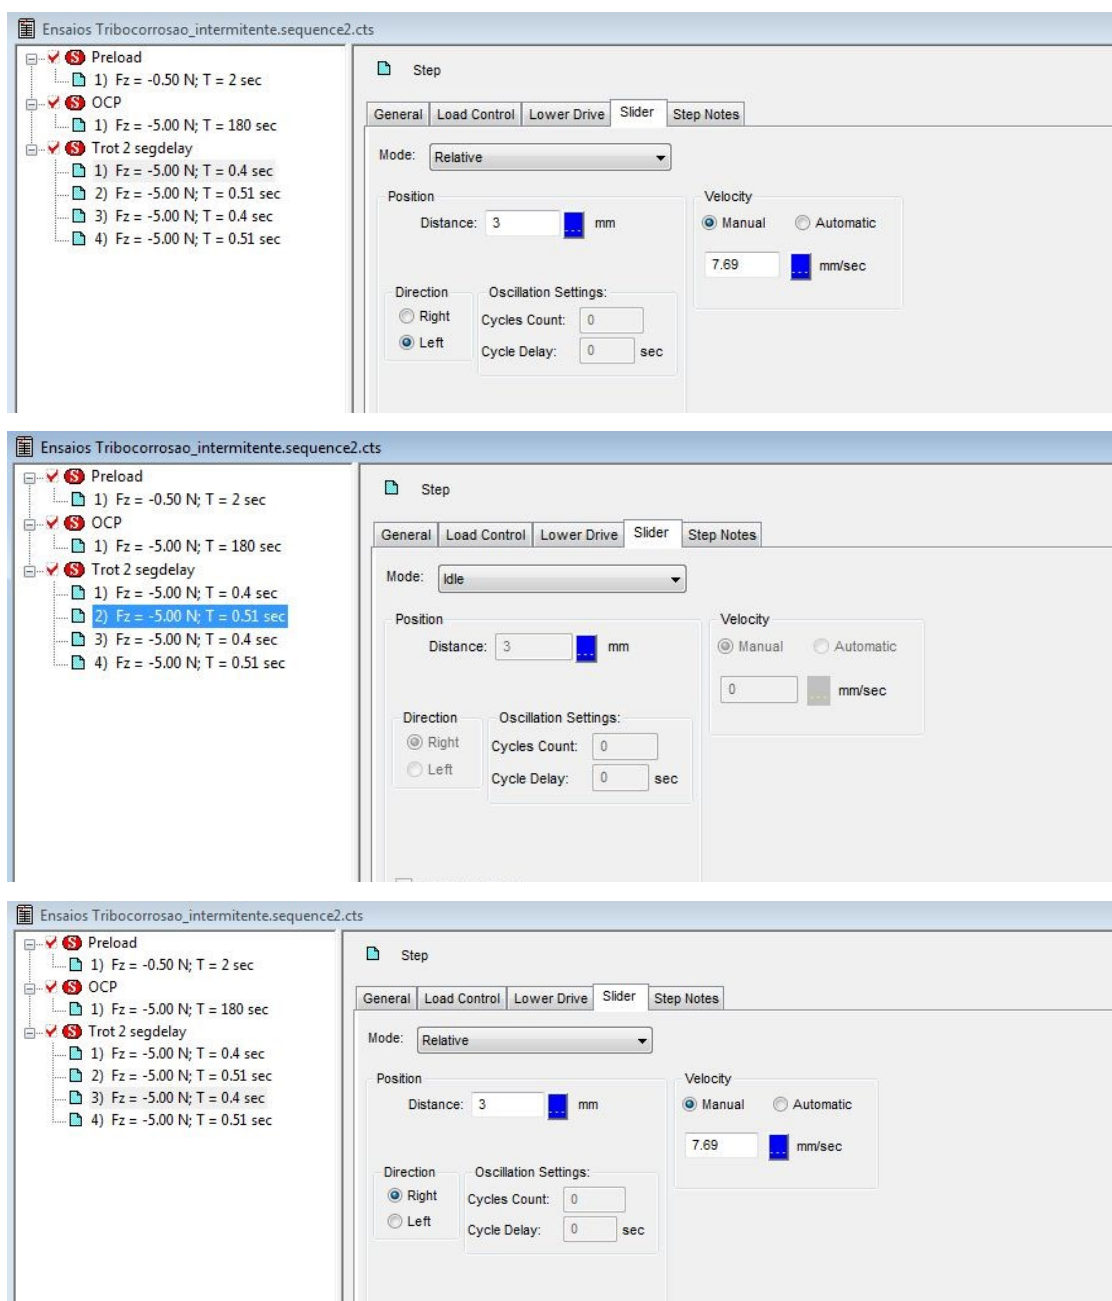 Ensaios Tribocorrosao_intermitente.sequence2.cts
Preload
1) Fz = -0.50 N; T = 2 sec
OCP
1) Fz = -5.00 N; T = 180 sec
Trot 2 segdelay
1) Fz = -5.00 N; T = 0.4 sec
2) Fz = -5.00 N; T = 0.51 sec
3) Fz = -5.00 N; T = 0.4 sec
4) Fz = -5.00 N; T = 0.51 sec
Step
General Load Control Lower Drive Slider Step Notes
Mode: Relative
Position
Distance: 3 mm
Velocity
Manual Automatic
7.69 mm/sec
Direction
Right
Left
Oscillation Settings:
Cycles Count: 0
Cycle Delay: 0 sec
Ensaios Tribocorrosao_intermitente.sequence2.cts
Preload
1) Fz = -0.50 N; T = 2 sec
OCP
1) Fz = -5.00 N; T = 180 sec
Trot 2 segdelay
1) Fz = -5.00 N; T = 0.4 sec
2) Fz = -5.00 N; T = 0.51 sec
3) Fz = -5.00 N; T = 0.4 sec
4) Fz = -5.00 N; T = 0.51 sec
Step
General Load Control Lower Drive Slider Step Notes
Mode: Idle
Position
Distance: 3 mm
Velocity
Manual Automatic
0 mm/sec
Direction
Right
Left
Oscillation Settings:
Cycles Count: 0
Cycle Delay: 0 sec
Ensaios Tribocorrosao_intermitente.sequence2.cts
Preload
1) Fz = -0.50 N; T = 2 sec
OCP
1) Fz = -5.00 N; T = 180 sec
Trot 2 segdelay
1) Fz = -5.00 N; T = 0.4 sec
2) Fz = -5.00 N; T = 0.51 sec
3) Fz = -5.00 N; T = 0.4 sec
4) Fz = -5.00 N; T = 0.51 sec
Step
General Load Control Lower Drive Slider Step Notes
Mode: Relative
Position
Distance: 3 mm
Velocity
Manual Automatic
7.69 mm/sec
Direction
Right
Left
Oscillation Settings:
Cycles Count: 0
Cycle Delay: 0 sec